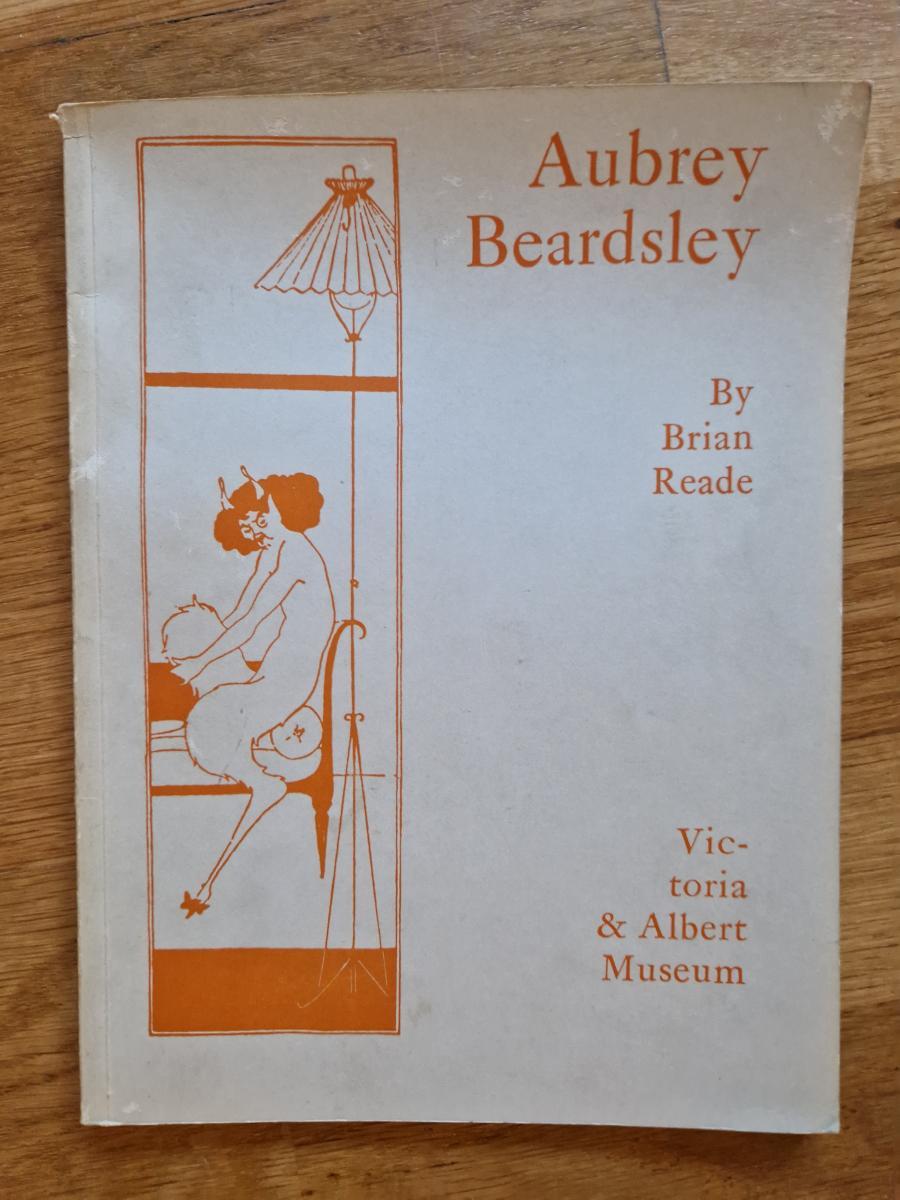 Aubrey
Beardsley
By
Brian
Reade
Vic-
toria
& Albert
Museum